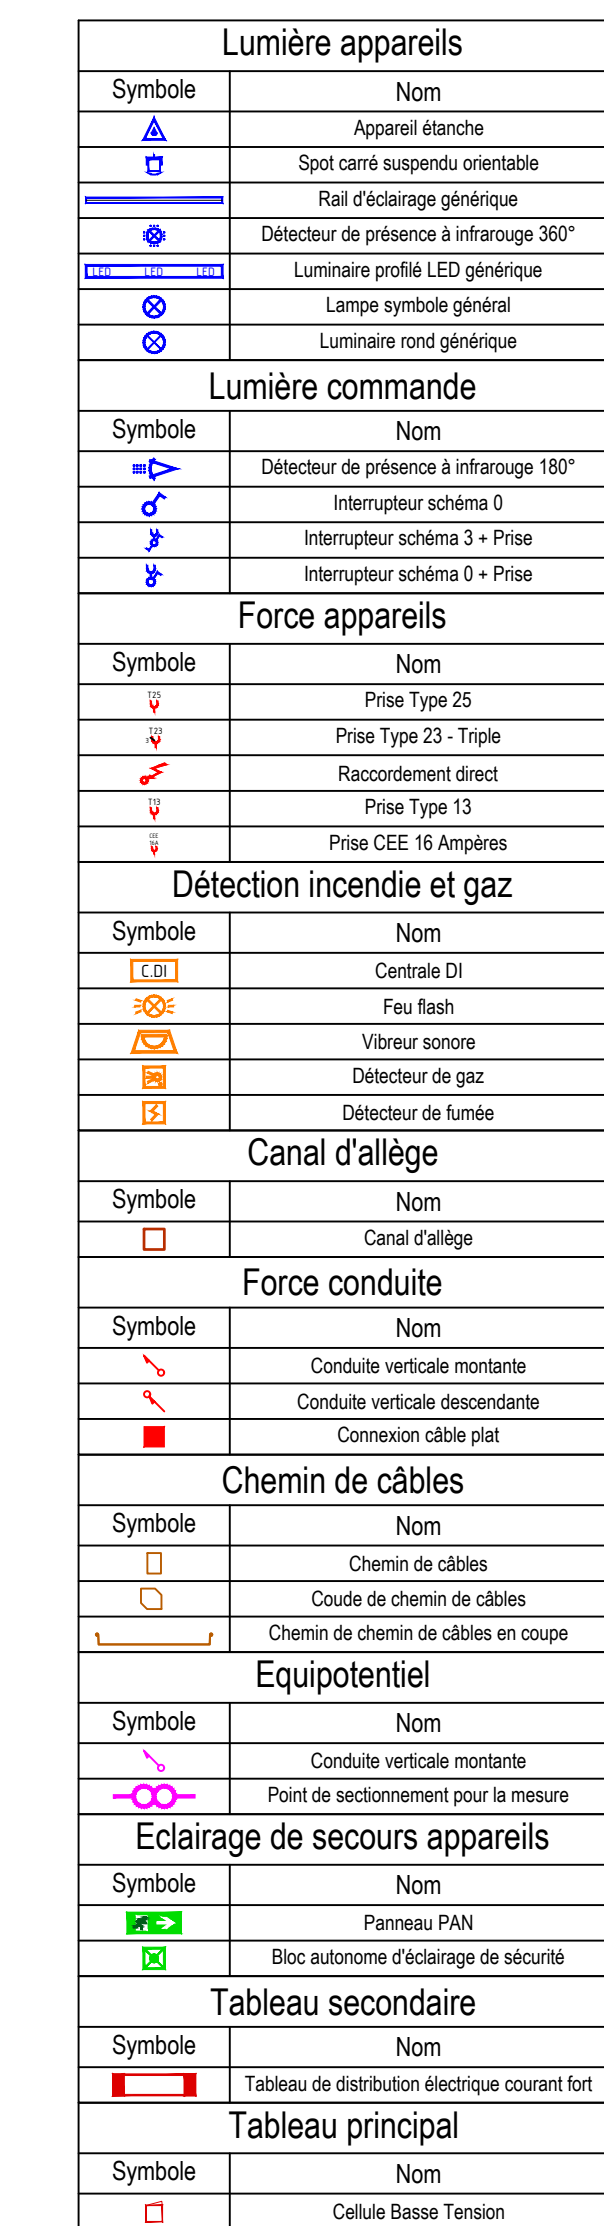 Lumière appareils
Symbole Nom
Appareil étanche
Spot carré suspendu orientable
Rail d'éclairage générique
Détecteur de présence à infrarouge 360°
LED LED LED Luminaire profilé LED générique
Lampe symbole général
Luminaire rond générique
Lumière commande
Symbole Nom
Détecteur de présence à infrarouge 180°
Interrupteur schéma 0
Interrupteur schéma 3 + Prise
Interrupteur schéma 0 + Prise
Force appareils
Symbole Nom
T25 Prise Type 25
T23 3 Prise Type 23 - Triple
Raccordement direct
T13 Prise Type 13
CEE 16A Prise CEE 16 Ampères
Détection incendie et gaz
Symbole Nom
C.DI Centrale DI
Feu flash
Vibreur sonore
Détecteur de gaz
Détecteur de fumée
Canal d'allège
Symbole Nom
Canal d'allège
Force conduite
Symbole Nom
Conduite verticale montante
Conduite verticale descendante
Connexion câble plat
Chemin de câbles
Symbole Nom
Chemin de câbles
Coude de chemin de câbles
Chemin de chemin de câbles en coupe
Equipotentiel
Symbole Nom
Conduite verticale montante
Point de sectionnement pour la mesure
Eclairage de secours appareils
Symbole Nom
Panneau PAN
Bloc autonome d'éclairage de sécurité
Tableau secondaire
Symbole Nom
Tableau de distribution électrique courant fort
Tableau principal
Symbole Nom
Cellule Basse Tension